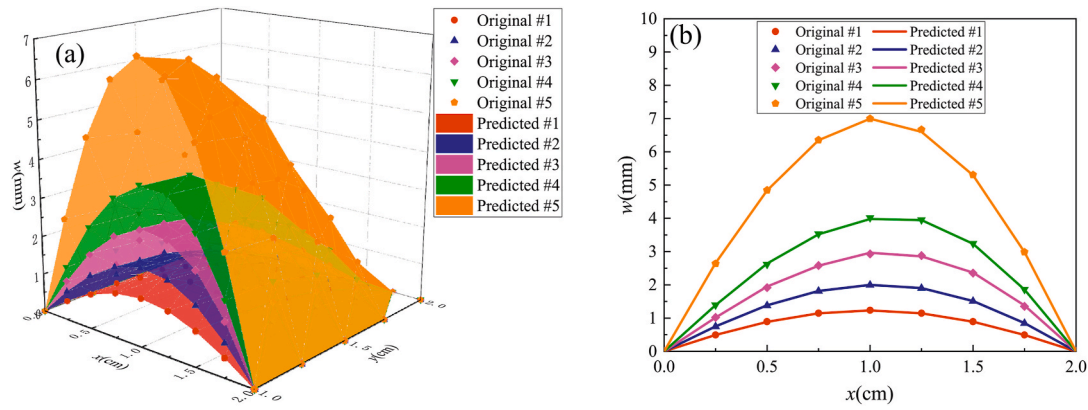 (a)
Original #1
Original #2
Original #3
Original #4
Original #5
Predicted #1
Predicted #2
Predicted #3
Predicted #4
Predicted #5
7
6
5
4
3
2
1
w(mm)
0.5
1.0
1.5
2.0
x(cm)
1.0
1.5
2.0
y(cm)
(b)
Original #1 Predicted #1
Original #2 Predicted #2
Original #3 Predicted #3
Original #4 Predicted #4
Original #5 Predicted #5
10
9
8
7
6
5
4
3
2
1
0
w(mm)
0.0 0.5 1.0 1.5 2.0
x(cm)